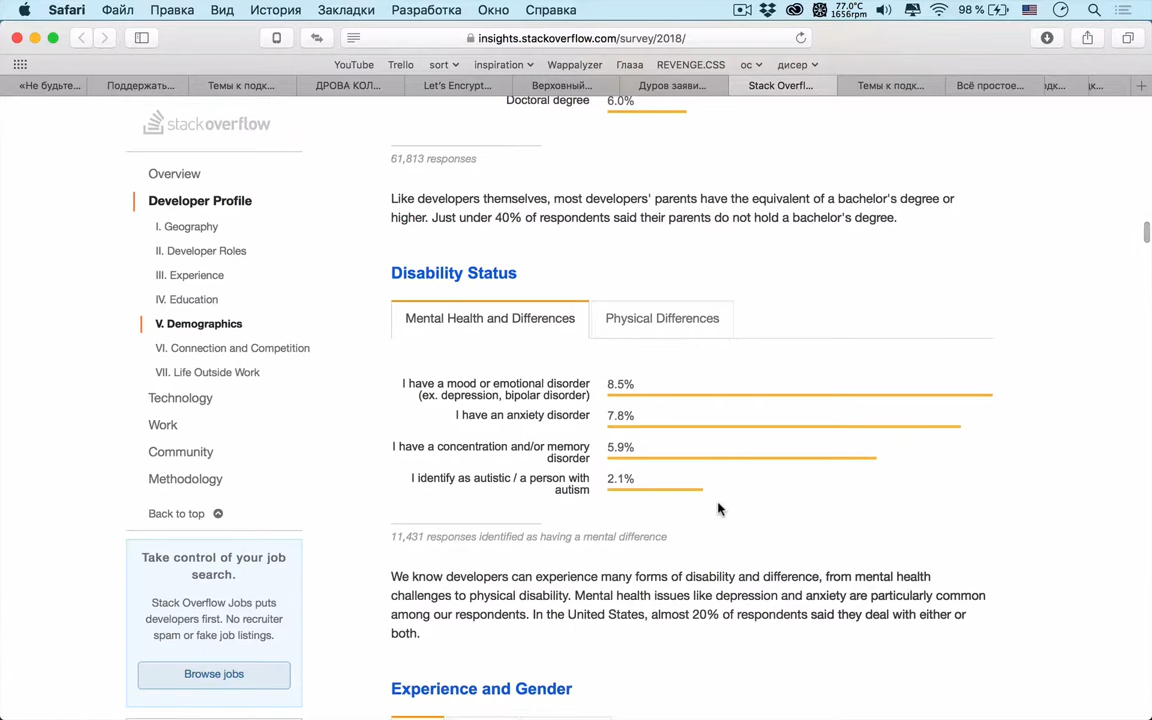 Safari Файл Правка Вид История Закладки Разработка Окно Справка 77.0°C 1656rpm 98 %
insights.stackoverflow.com/survey/2018/
YouTube Trello sort inspiration Wappalyzer Глаза REVENGE.CSS ос дисер
«Не будьте... Поддержать... Темы к подк... ДРОВА КОЛ... Let's Encrypt... Верховный... Дуров заяви... Stack Overfl... Темы к подк... Всё простое... ...дк... ...к...
stackoverflow
Overview
Developer Profile
I. Geography
II. Developer Roles
III. Experience
IV. Education
V. Demographics
VI. Connection and Competition
VII. Life Outside Work
Technology
Work
Community
Methodology
Back to top
Take control of your job
search.
Stack Overflow Jobs puts
developers first. No recruiter
spam or fake job listings.
Browse jobs
Doctoral degree 6.0%
61,813 responses
Like developers themselves, most developers' parents have the equivalent of a bachelor's degree or
higher. Just under 40% of respondents said their parents do not hold a bachelor's degree.
Disability Status
Mental Health and Differences Physical Differences
I have a mood or emotional disorder 8.5%
(ex. depression, bipolar disorder)
I have an anxiety disorder 7.8%
I have a concentration and/or memory 5.9%
disorder
I identify as autistic / a person with 2.1%
autism
11,431 responses identified as having a mental difference
We know developers can experience many forms of disability and difference, from mental health
challenges to physical disability. Mental health issues like depression and anxiety are particularly common
among our respondents. In the United States, almost 20% of respondents said they deal with either or
both.
Experience and Gender